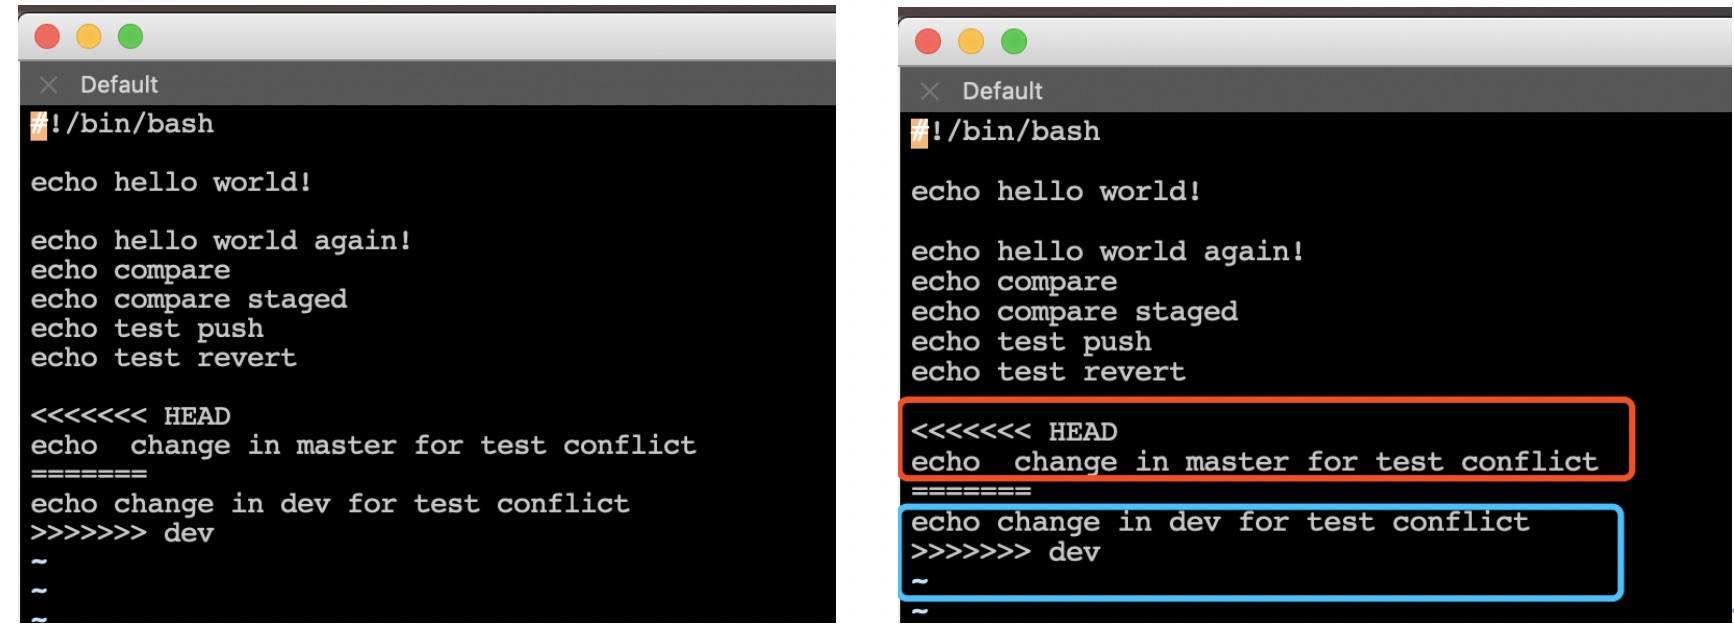 Default
#!/bin/bash
echo hello world!
echo hello world again!
echo compare
echo compare staged
echo test push
echo test revert
<<<<<<< HEAD
echo  change in master for test conflict
=======
echo change in dev for test conflict
>>>>>>> dev
~
~
~
Default
#!/bin/bash
echo hello world!
echo hello world again!
echo compare
echo compare staged
echo test push
echo test revert
<<<<<<< HEAD
echo  change in master for test conflict
=======
echo change in dev for test conflict
>>>>>>> dev
~
~